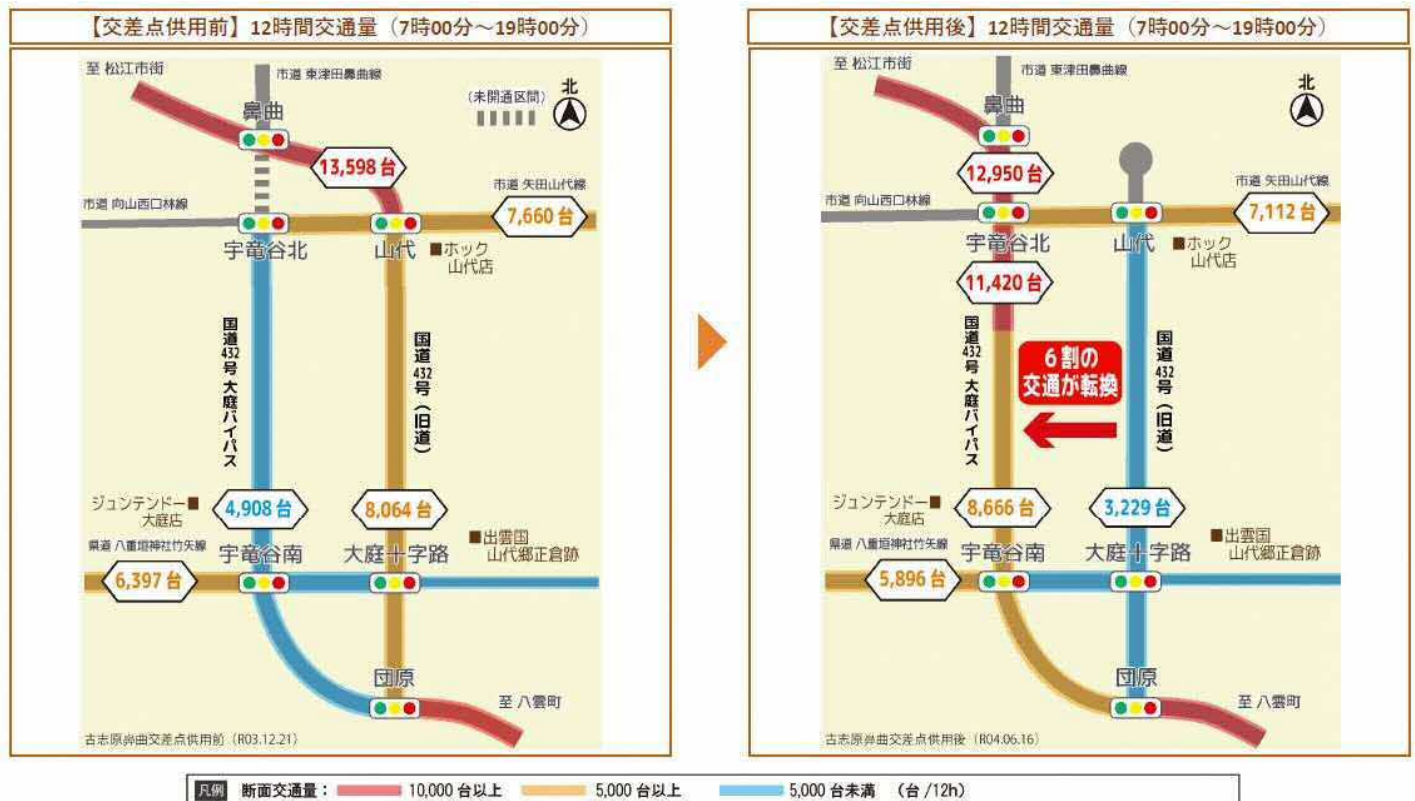 【交差点供用前】12時間交通量（7時00分～19時00分）
至 松江市街
市道 東津田鼻曲線
（未開通区間）
北
鼻曲
13,598 台
市道 矢田山代線
市道 向山西口林線
7,660 台
宇竜谷北
山代
■ホック
山代店
国道432号 大庭バイパス
国道432号（旧道）
ジュンテンドー■
大庭店
4,908 台
8,064 台
■出雲国
山代郷正倉跡
県道 八重垣神社竹矢線
宇竜谷南
大庭十字路
6,397 台
団原
至 八雲町
古志原鼻曲交差点供用前（R03.12.21）
【交差点供用後】12時間交通量（7時00分～19時00分）
至 松江市街
市道 東津田鼻曲線
北
鼻曲
12,950 台
市道 矢田山代線
市道 向山西口林線
7,112 台
宇竜谷北
山代
■ホック
山代店
11,420 台
国道432号 大庭バイパス
6割の
交通が転換
国道432号（旧道）
ジュンテンドー■
大庭店
8,666 台
3,229 台
■出雲国
山代郷正倉跡
県道 八重垣神社竹矢線
宇竜谷南
大庭十字路
5,896 台
団原
至 八雲町
古志原鼻曲交差点供用後（R04.06.16）
凡例 断面交通量： 10,000 台以上 5,000 台以上 5,000 台未満 （台 /12h）